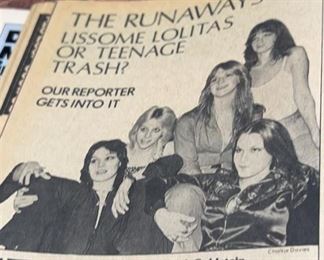 THE RUNAWAYS
LISSOME LOLITAS
OR TEENAGE
TRASH?
OUR REPORTER
GETS INTO IT